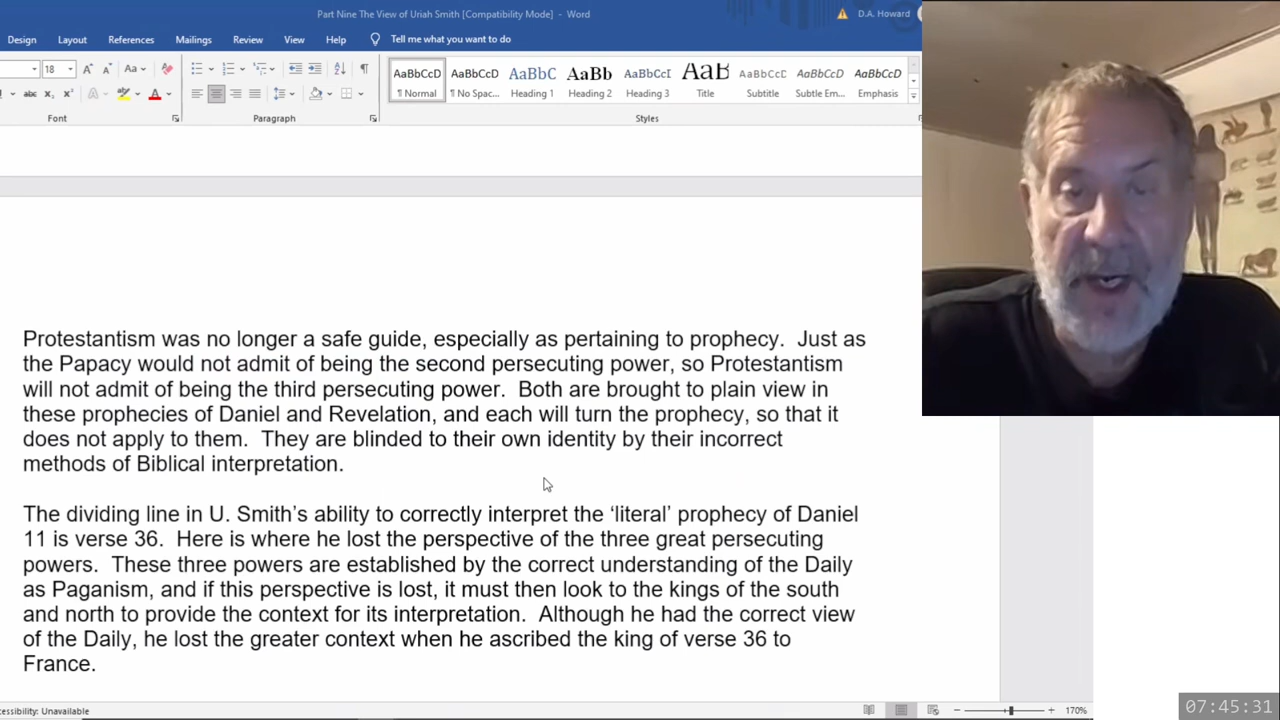 Part Nine The View of Uriah Smith [Compatibility Mode] - Word
D.A. Howard
Design Layout References Mailings Review View Help Tell me what you want to do
18 Aa
abc
AaBbCcD AaBbCcD AaBbC AaBb AaBbCcI AaB AaBbCcD AaBbCcD AaBbCcD
¶ Normal ¶ No Spac... Heading 1 Heading 2 Heading 3 Title Subtitle Subtle Em... Emphasis
Font Paragraph Styles
Protestantism was no longer a safe guide, especially as pertaining to prophecy. Just as
the Papacy would not admit of being the second persecuting power, so Protestantism
will not admit of being the third persecuting power. Both are brought to plain view in
these prophecies of Daniel and Revelation, and each will turn the prophecy, so that it
does not apply to them. They are blinded to their own identity by their incorrect
methods of Biblical interpretation.
The dividing line in U. Smith's ability to correctly interpret the 'literal' prophecy of Daniel
11 is verse 36. Here is where he lost the perspective of the three great persecuting
powers. These three powers are established by the correct understanding of the Daily
as Paganism, and if this perspective is lost, it must then look to the kings of the south
and north to provide the context for its interpretation. Although he had the correct view
of the Daily, he lost the greater context when he ascribed the king of verse 36 to
France.
cessibility: Unavailable
170%
07:45:31